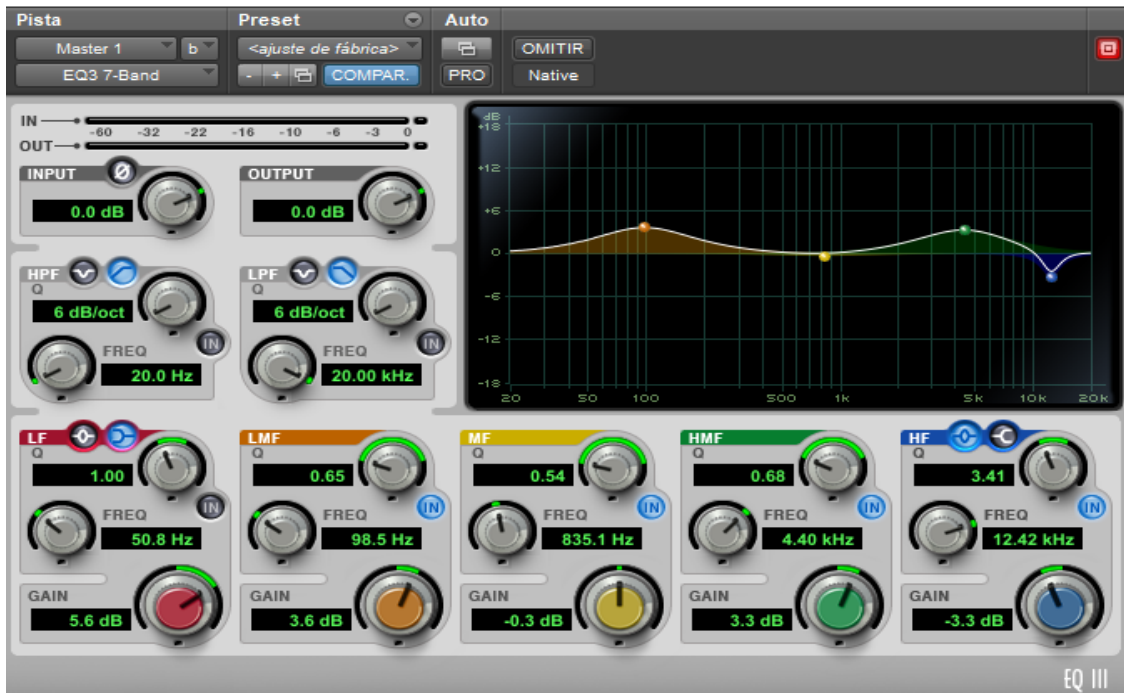 Pista Preset Auto
Master 1 b <ajuste de fábrica> OMITIR
EQ3 7-Band - + COMPAR. PRO Native
IN -60 -32 -22 -16 -10 -6 -3 0
OUT
INPUT Ø OUTPUT
0.0 dB 0.0 dB
HPF LPF
Q Q
6 dB/oct 6 dB/oct
IN IN
FREQ FREQ
20.0 Hz 20.00 kHz
dB
+18
+12
+6
0
-6
-12
-18
20 50 100 500 1k 5k 10k 20k
LF LMF MF HMF HF
Q Q Q Q Q
1.00 0.65 0.54 0.68 3.41
IN IN IN IN IN
FREQ FREQ FREQ FREQ FREQ
50.8 Hz 98.5 Hz 835.1 Hz 4.40 kHz 12.42 kHz
GAIN GAIN GAIN GAIN GAIN
5.6 dB 3.6 dB -0.3 dB 3.3 dB -3.3 dB
EQ III